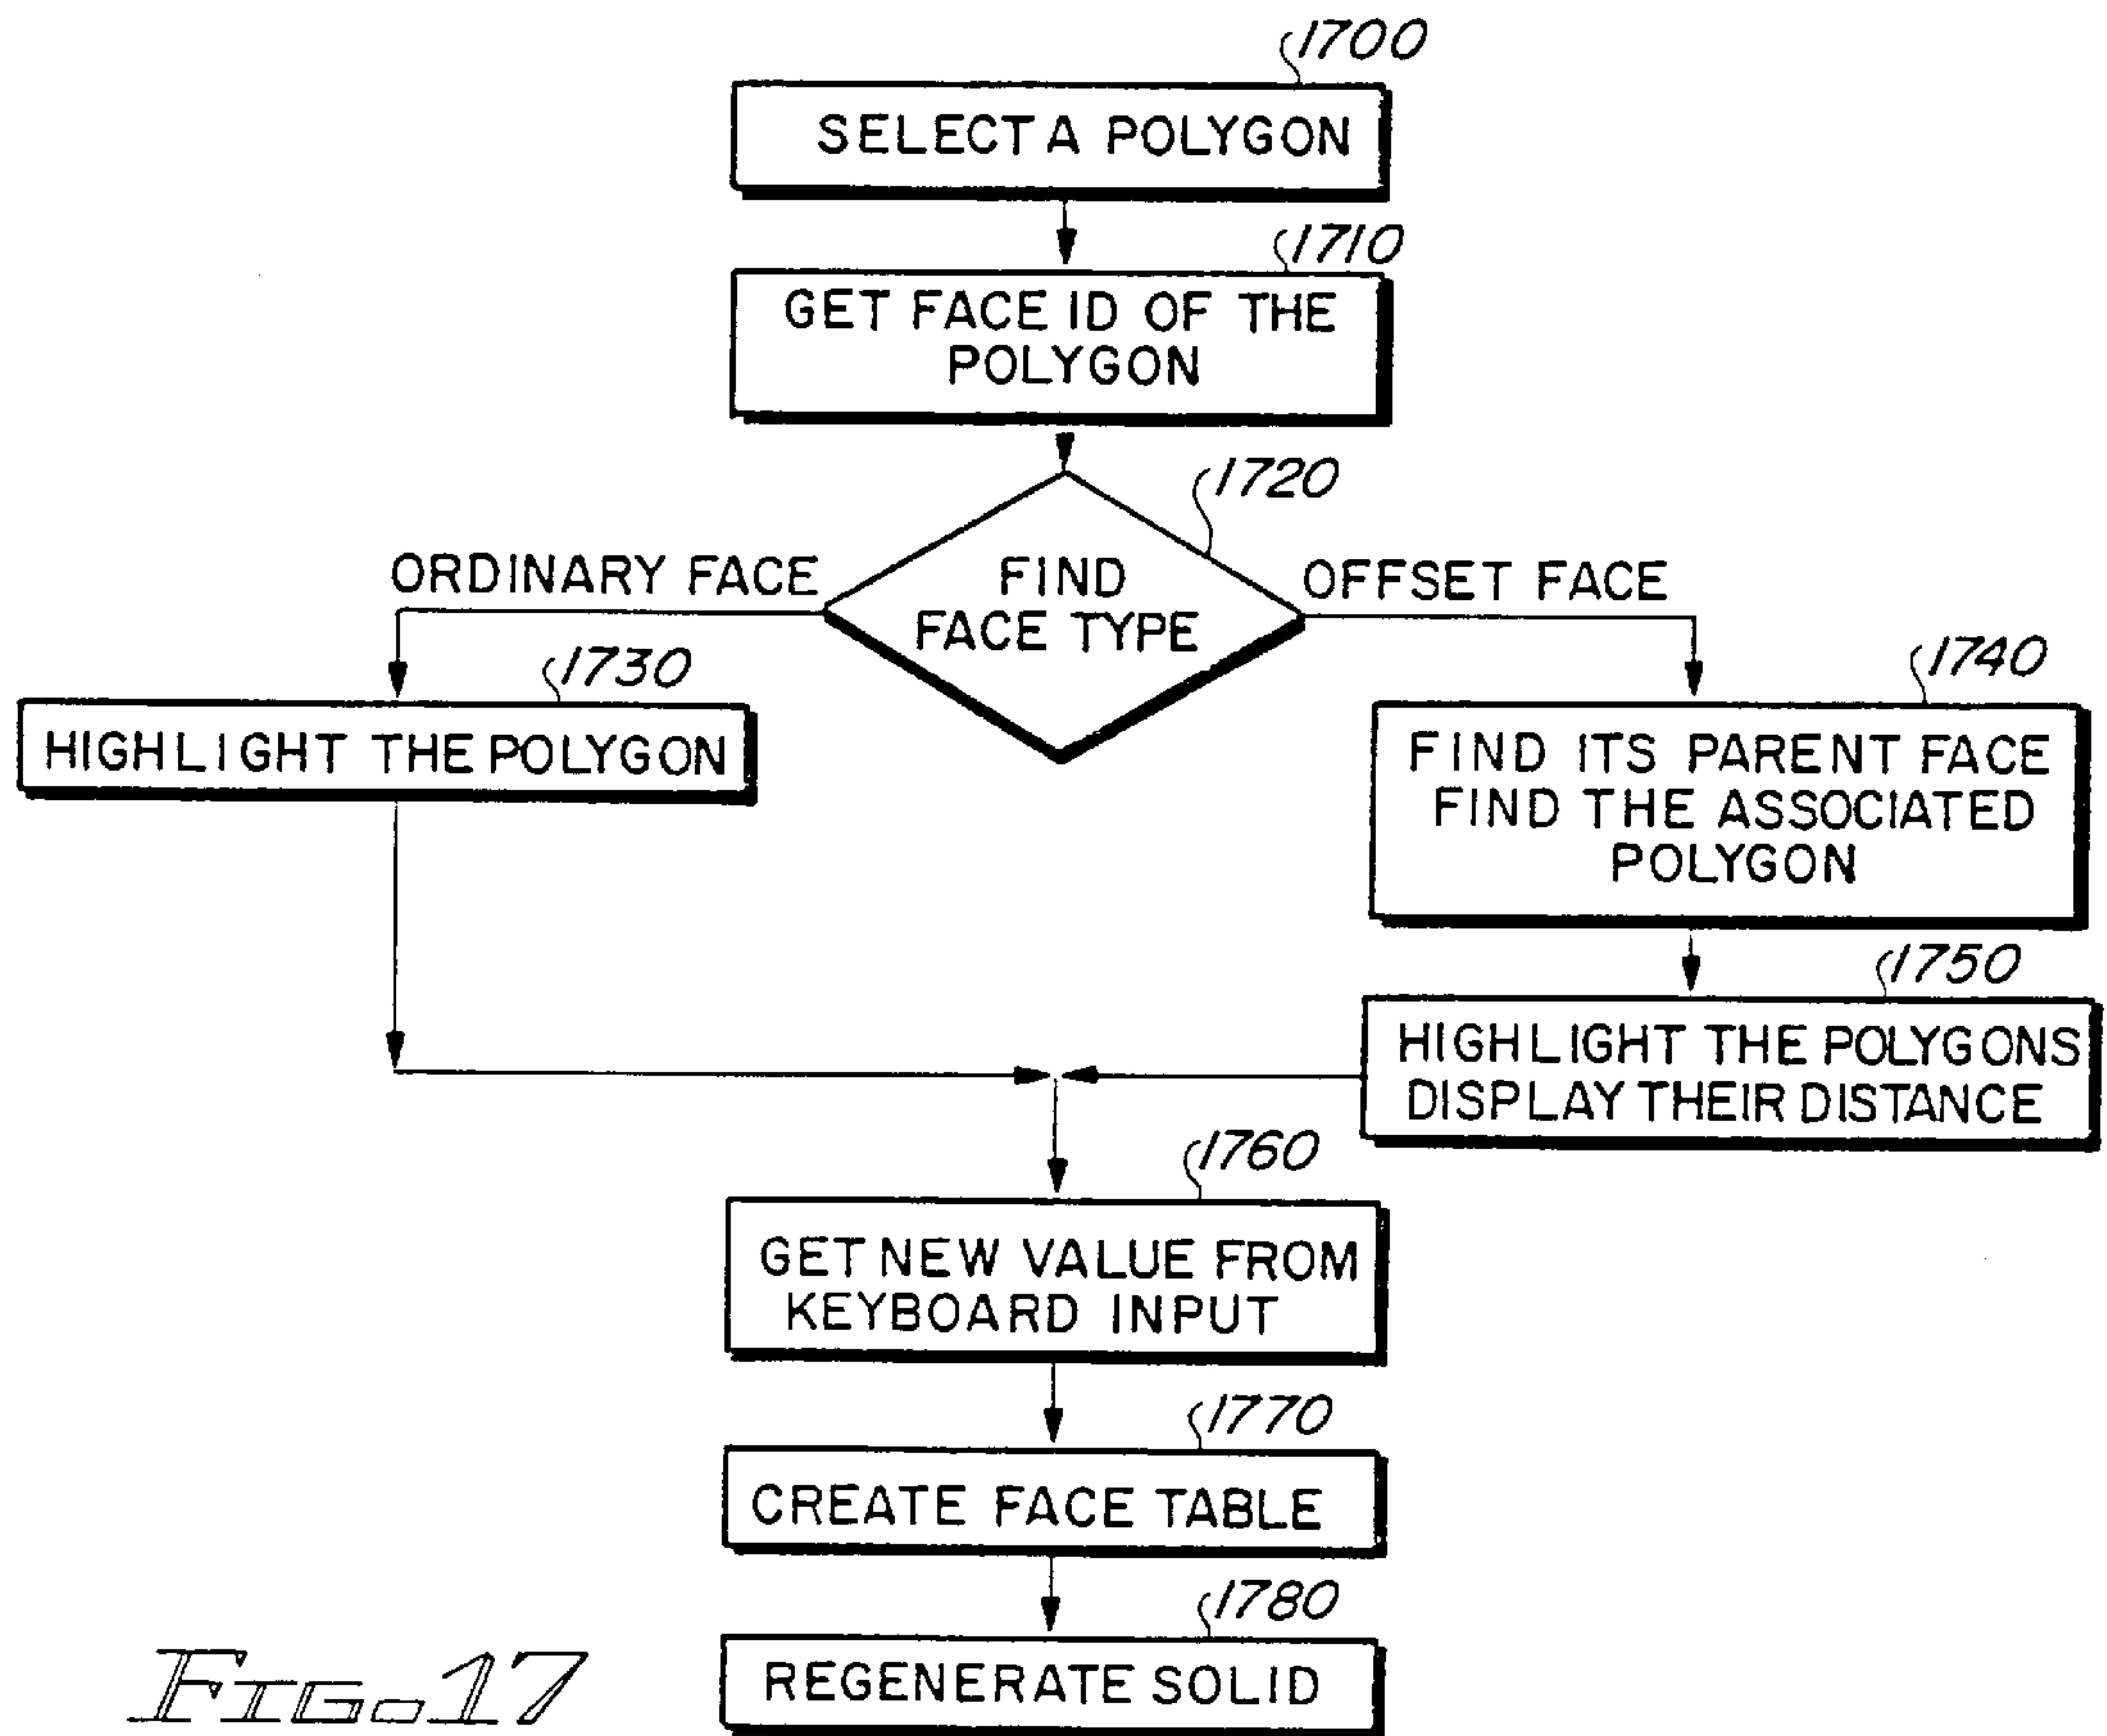 1700
SELECT A POLYGON
1710
GET FACE ID OF THE
POLYGON
1720
ORDINARY FACE
FIND
FACE TYPE
OFFSET FACE
1730
HIGHLIGHT THE POLYGON
1740
FIND ITS PARENT FACE
FIND THE ASSOCIATED
POLYGON
1750
HIGHLIGHT THE POLYGONS
DISPLAY THEIR DISTANCE
1760
GET NEW VALUE FROM
KEYBOARD INPUT
1770
CREATE FACE TABLE
1780
REGENERATE SOLID
FIG. 17